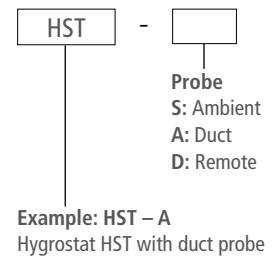 HST -
Probe
S: Ambient
A: Duct
D: Remote
Example: HST – A
Hygrostat HST with duct probe